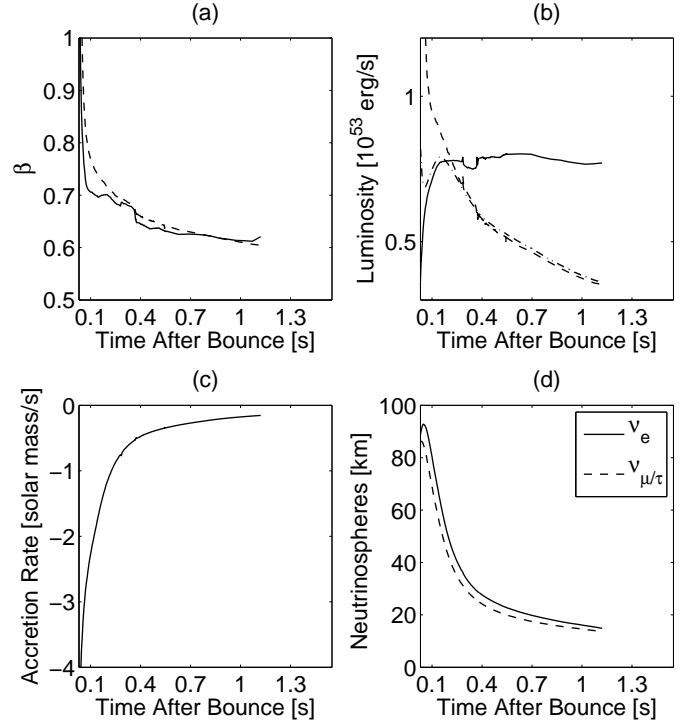 (a)
1
0.9
0.8
0.7
0.6
0.5
β
0.1 0.4 0.7 1 1.3
Time After Bounce [s]
(b)
1
0.5
Luminosity [10^53 erg/s]
0.1 0.4 0.7 1 1.3
Time After Bounce [s]
(c)
0
−1
−2
−3
−4
Accretion Rate [solar mass/s]
0.1 0.4 0.7 1 1.3
Time After Bounce [s]
(d)
100
80
60
40
20
0
Neutrinospheres [km]
ν_e
ν_μ/τ
0.1 0.4 0.7 1 1.3
Time After Bounce [s]